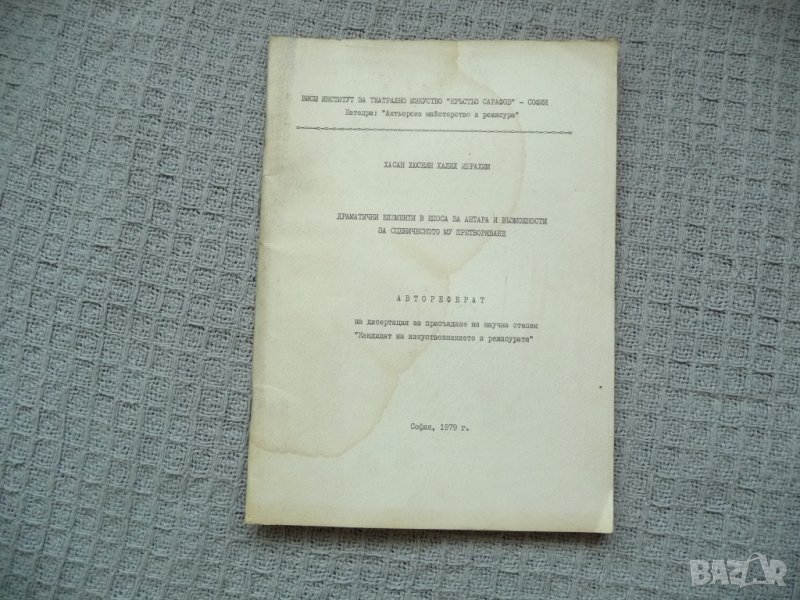 ВИСШ ИНСТИТУТ ЗА ТЕАТРАЛНО ИЗКУСТВО "КРЪСТЬО САРАФОВ" - СОФИЯ
Катедра: "Актьорско майсторство и режисура"
ХАСАН ХЮСЕИН ХАЛИЛ ИБРАХИМ
ДРАМАТИЧНИ ЕЛЕМЕНТИ В ЕПОСА ЗА АНТАРА И ВЪЗМОЖНОСТИ
ЗА СЦЕНИЧЕСКОТО МУ ПРЕТВОРЯВАНЕ
А В Т О Р Е Ф Е Р А Т
на дисертация за присъждане на научна степен
"Кандидат на изкуствознанието и режисурата"
София, 1979 г.
BAZAR